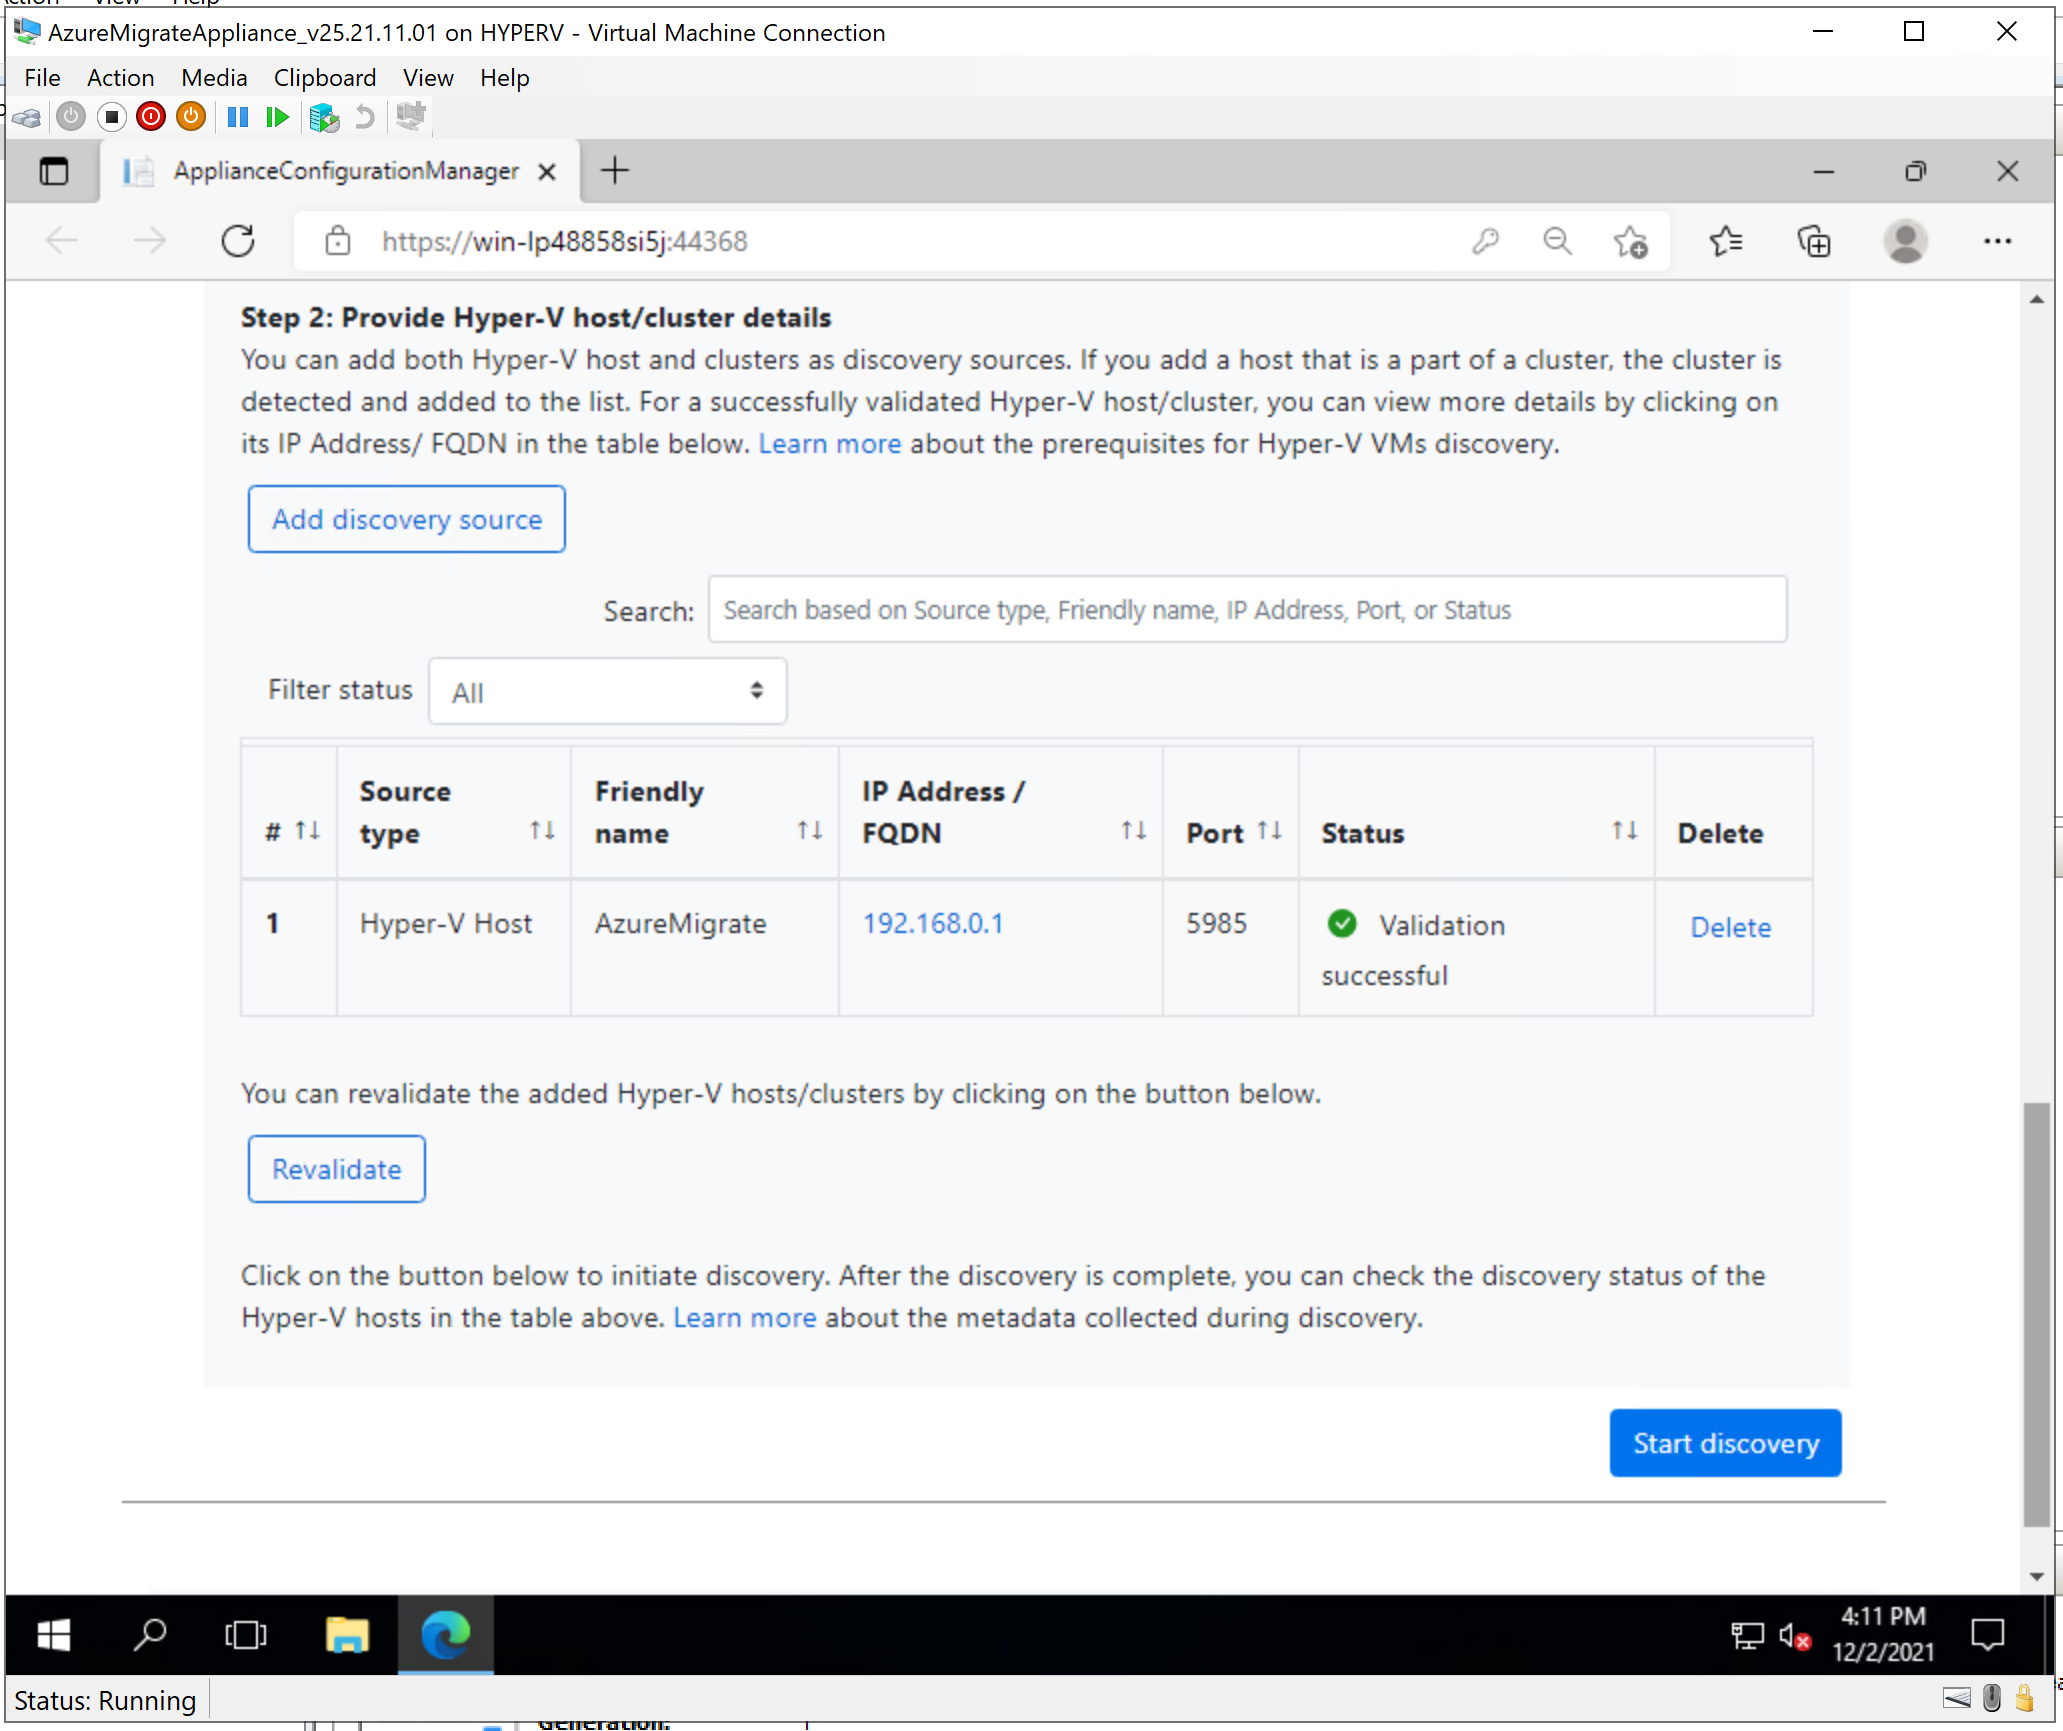 AzureMigrateAppliance_v25.21.11.01 on HYPERV - Virtual Machine Connection
File Action Media Clipboard View Help
ApplianceConfigurationManager
https://win-lp48858si5j:44368
Step 2: Provide Hyper-V host/cluster details
You can add both Hyper-V host and clusters as discovery sources. If you add a host that is a part of a cluster, the cluster is
detected and added to the list. For a successfully validated Hyper-V host/cluster, you can view more details by clicking on
its IP Address/ FQDN in the table below. Learn more about the prerequisites for Hyper-V VMs discovery.
Add discovery source
Search: Search based on Source type, Friendly name, IP Address, Port, or Status
Filter status All
# Source type Friendly name IP Address / FQDN Port Status Delete
1 Hyper-V Host AzureMigrate 192.168.0.1 5985 Validation successful Delete
You can revalidate the added Hyper-V hosts/clusters by clicking on the button below.
Revalidate
Click on the button below to initiate discovery. After the discovery is complete, you can check the discovery status of the
Hyper-V hosts in the table above. Learn more about the metadata collected during discovery.
Start discovery
4:11 PM
12/2/2021
Status: Running
Generation: